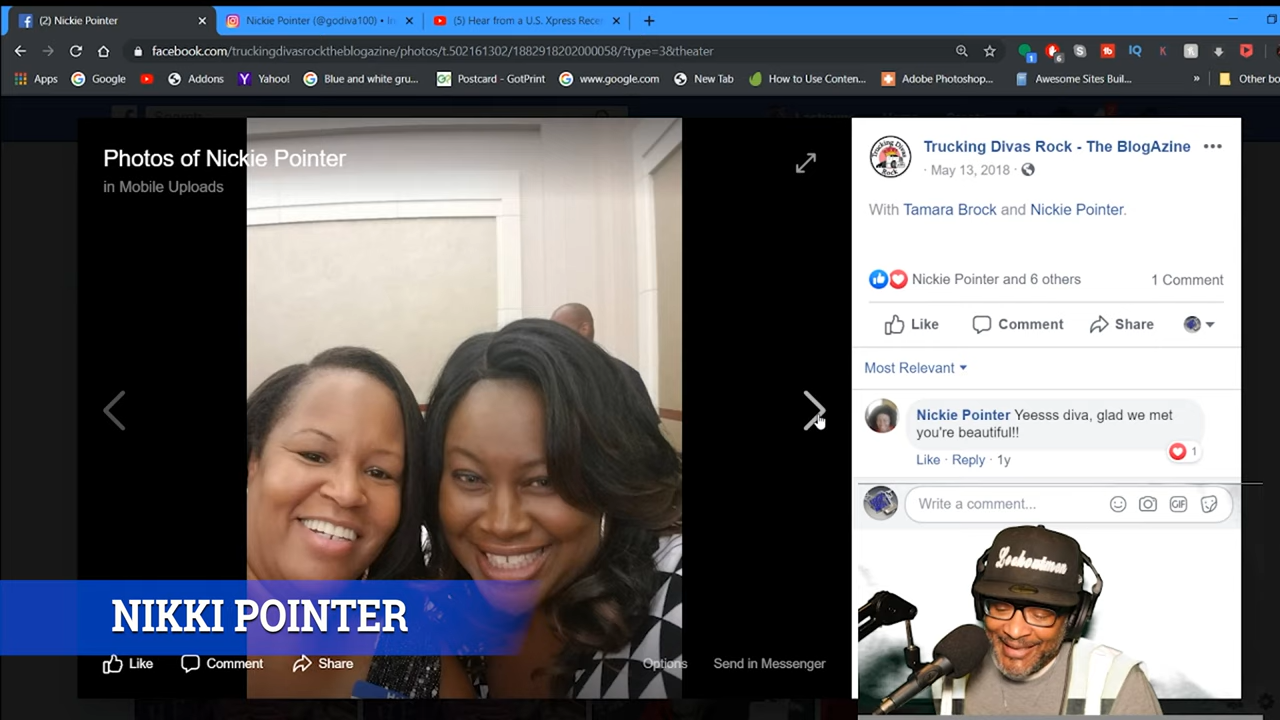 (2) Nickie Pointer
Nickie Pointer (@godiva100) • In
(5) Hear from a U.S. Xpress Rece
facebook.com/truckingdivasrocktheblogazine/photos/t.502161302/1882918202000058/?type=3&theater
Apps
Google
Addons
Yahoo!
Blue and white gru...
Postcard - GotPrint
www.google.com
New Tab
How to Use Conten...
Adobe Photoshop...
Awesome Sites Buil...
»
Other bo
Photos of Nickie Pointer
in Mobile Uploads
Trucking Divas Rock
Trucking Divas Rock - The BlogAzine
· May 13, 2018 ·
With Tamara Brock and Nickie Pointer.
Nickie Pointer and 6 others
1 Comment
Like
Comment
Share
Most Relevant
Nickie Pointer Yeesss diva, glad we met
you're beautiful!!
1
Like · Reply · 1y
Write a comment...
GIF
NIKKI POINTER
Like
Comment
Share
Options
Send in Messenger